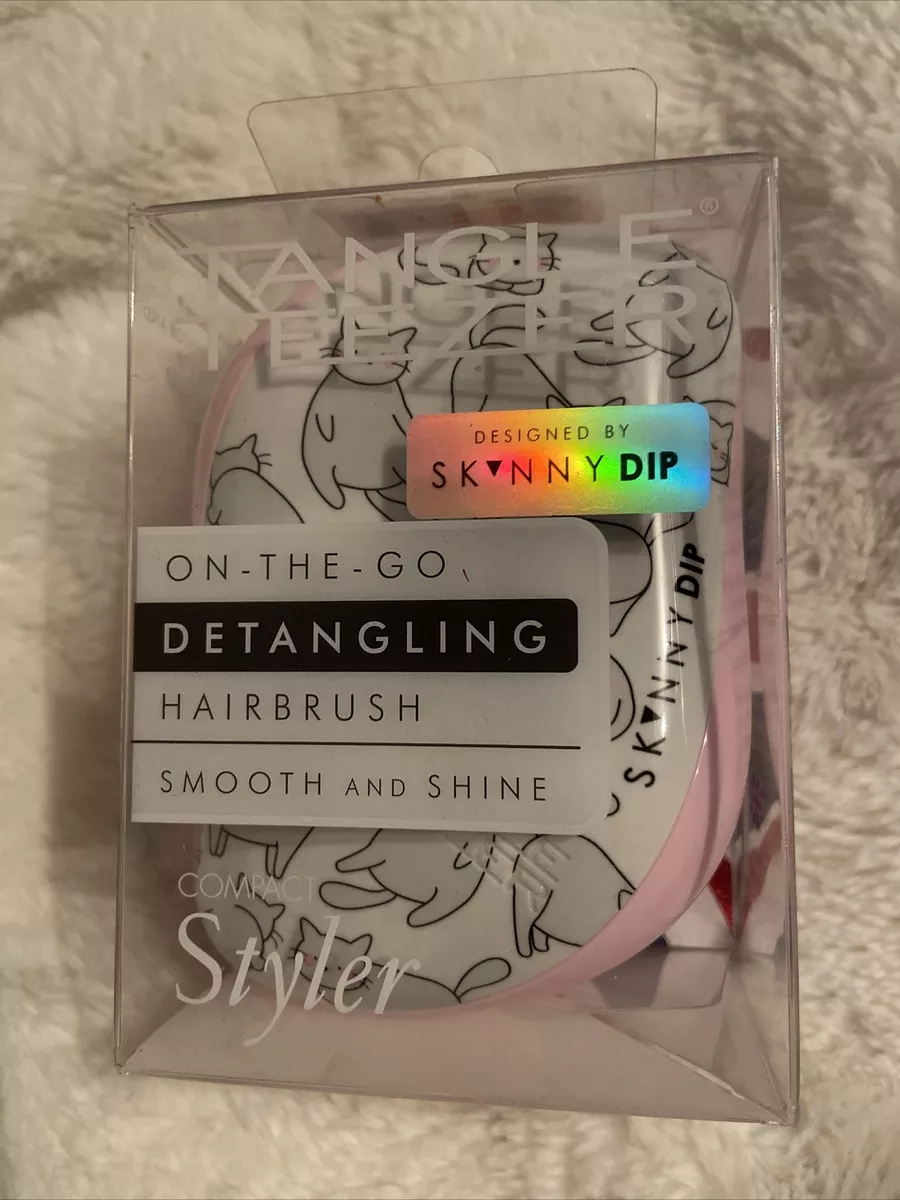 TANGLE®
TEEZER
DESIGNED BY
SKINNY DIP
ON-THE-GO
DETANGLING
HAIRBRUSH
SMOOTH AND SHINE
SKINNY DIP
COMPACT
Styler